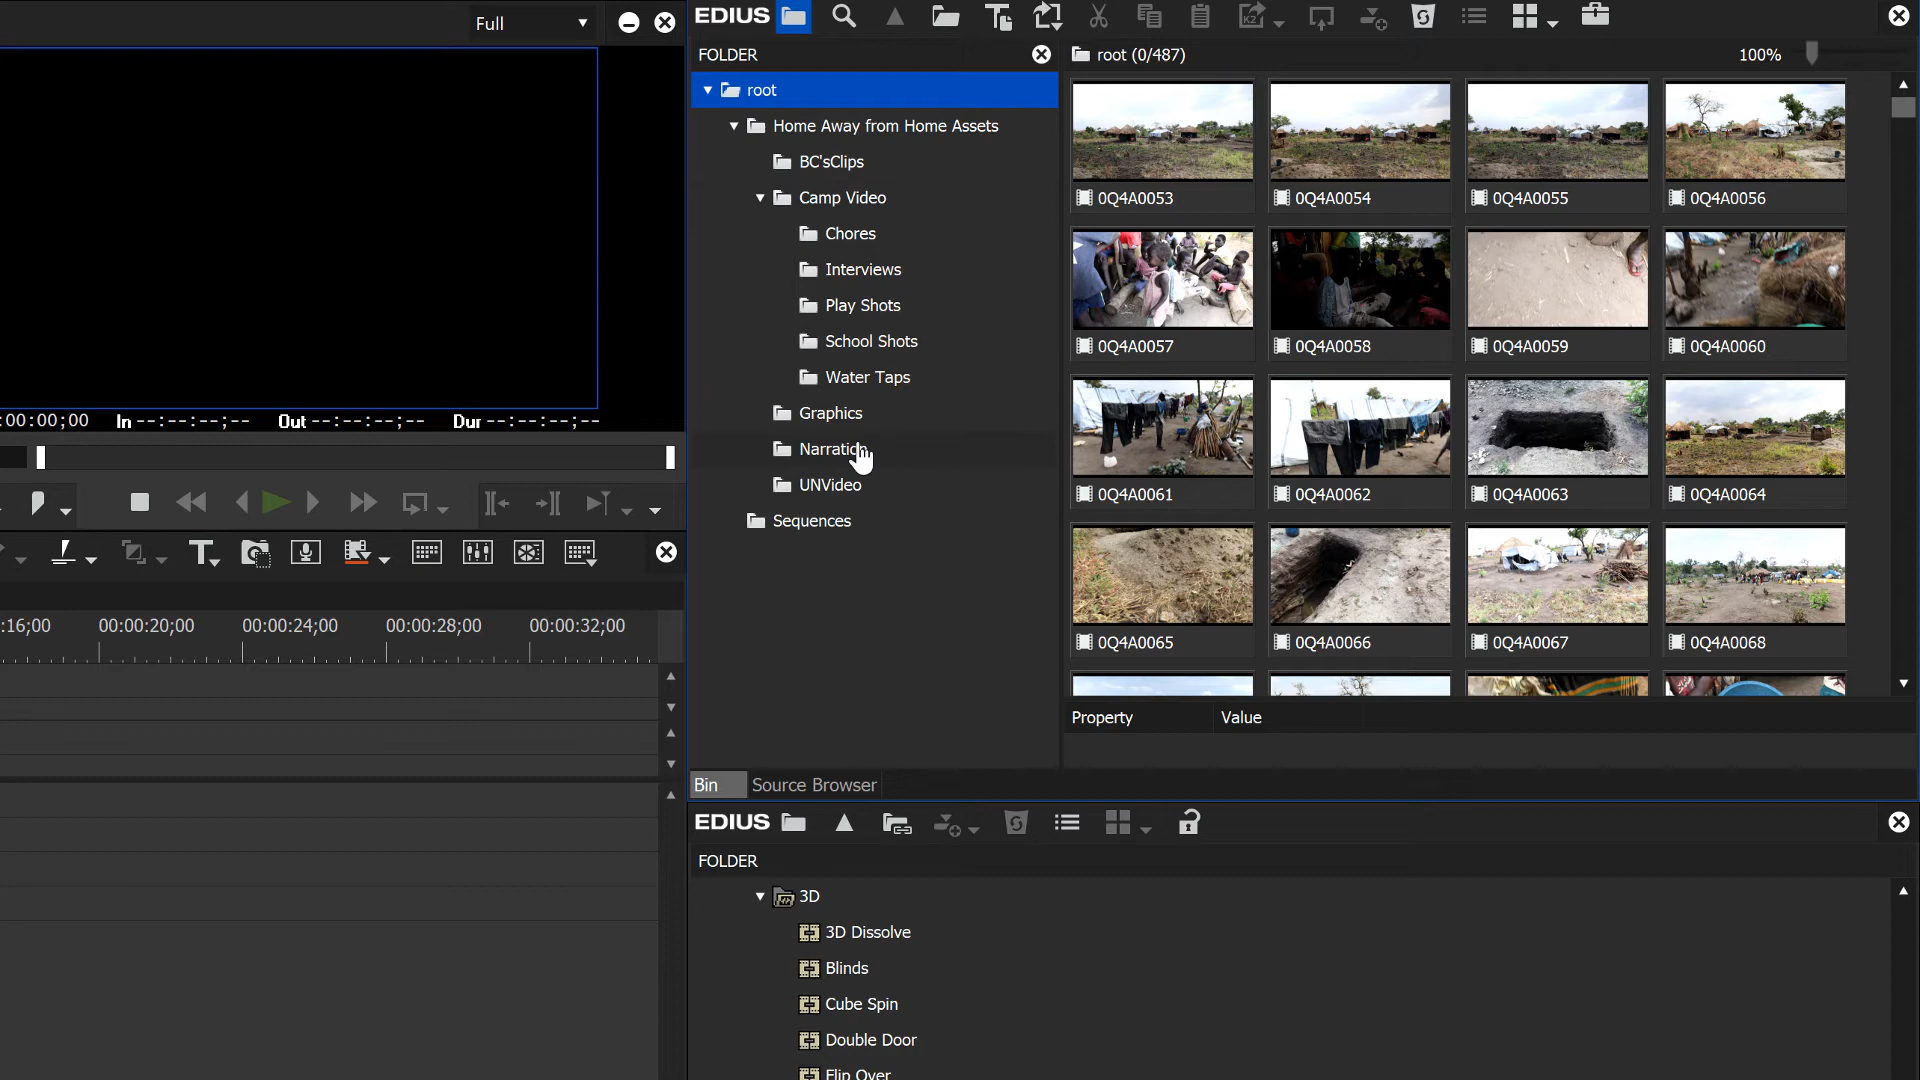 Full
EDIUS
FOLDER
root (0/487)
100%
root
Home Away from Home Assets
BC'sClips
Camp Video
Chores
Interviews
Play Shots
School Shots
Water Taps
Graphics
UNVideo
Sequences
0Q4A0053
0Q4A0054
0Q4A0055
0Q4A0056
0Q4A0057
0Q4A0058
0Q4A0059
0Q4A0060
0Q4A0061
0Q4A0062
0Q4A0063
0Q4A0064
0Q4A0065
0Q4A0066
0Q4A0067
0Q4A0068
:00:00;00 In --:--:--;-- Out --:--:--;-- Dur --:--:--;--
:16;00 00:00:20;00 00:00:24;00 00:00:28;00 00:00:32;00
Property Value
Bin Source Browser
EDIUS
FOLDER
3D
3D Dissolve
Blinds
Cube Spin
Double Door
Flip Over